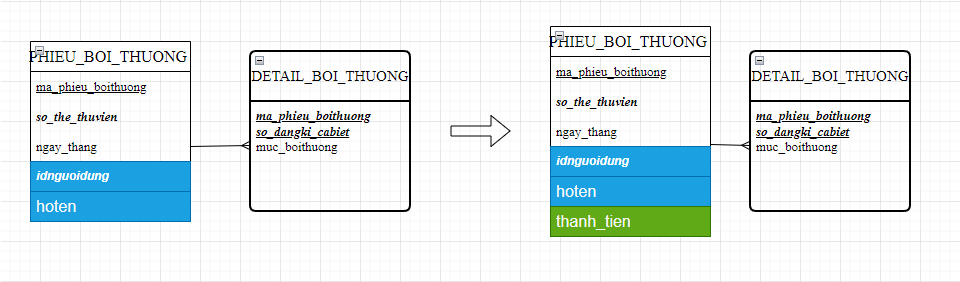 PHIEU_BOI_THUONG
ma_phieu_boithuong
so_the_thuvien
ngay_thang
idnguoidung
hoten
DETAIL_BOI_THUONG
ma_phieu_boithuong
so_dangki_cabiet
muc_boithuong
PHIEU_BOI_THUONG
ma_phieu_boithuong
so_the_thuvien
ngay_thang
idnguoidung
hoten
thanh_tien
DETAIL_BOI_THUONG
ma_phieu_boithuong
so_dangki_cabiet
muc_boithuong